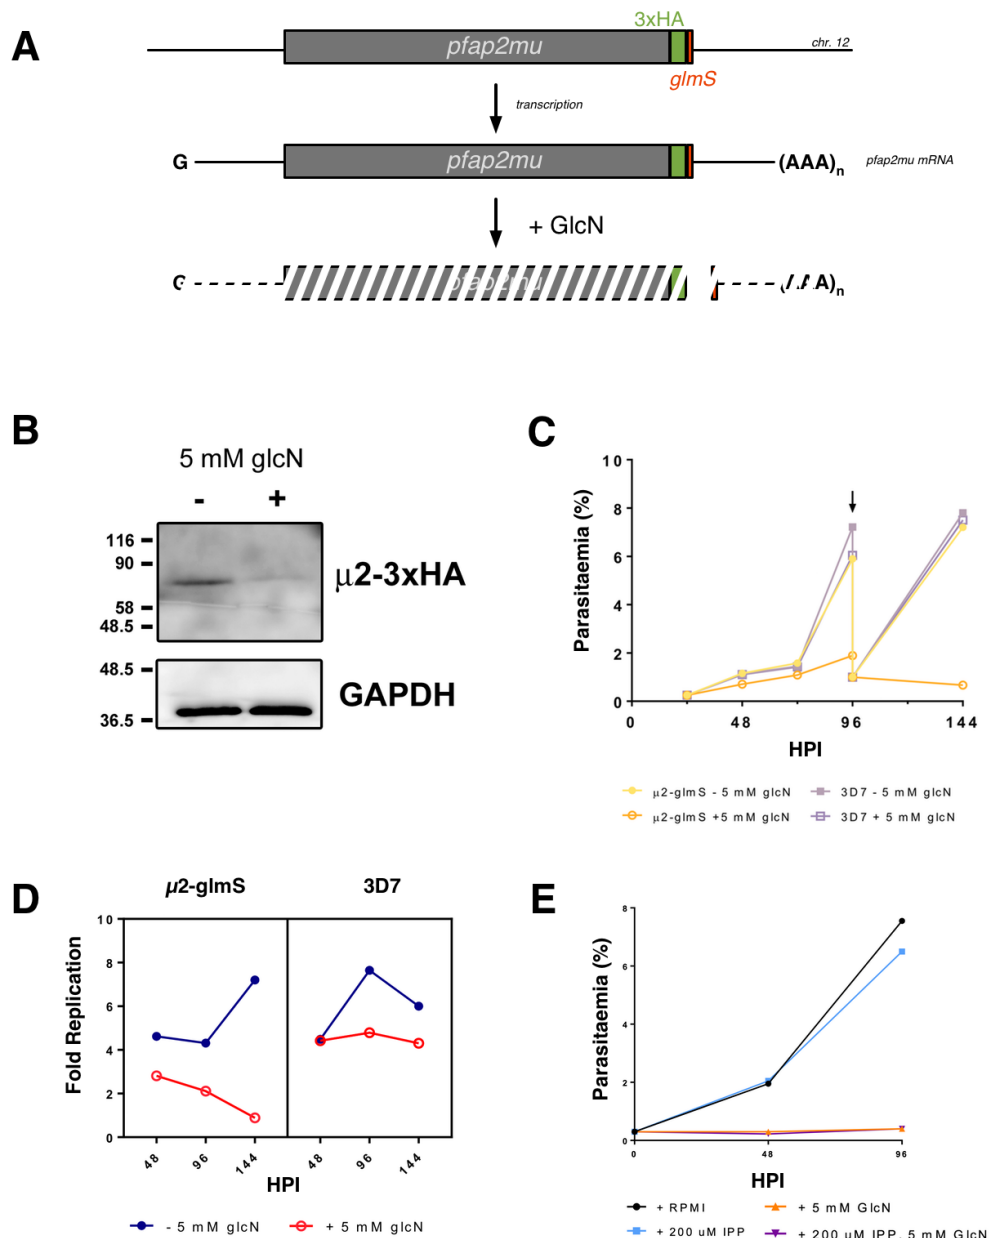 A
3xHA
pfap2mu
chr. 12
glmS
transcription
G
pfap2mu
(AAA)n
pfap2mu mRNA
+ GlcN
G
pfap2mu
(AAA)n
B
5 mM glcN
- +
116
90
58
48.5
μ2-3xHA
48.5
36.5
GAPDH
C
Parasitaemia (%)
10
8
6
4
2
0
0 48 96 144
HPI
μ2-glmS - 5 mM glcN
3D7 - 5 mM glcN
μ2-glmS +5 mM glcN
3D7 + 5 mM glcN
D
μ2-glmS
3D7
Fold Replication
10
8
6
4
2
0
48 96 144 48 96 144
HPI
- 5 mM glcN
+ 5 mM glcN
E
Parasitaemia (%)
8
6
4
2
0
0 48 96
HPI
+ RPMI
+ 5 mM GlcN
+ 200 uM IPP
+ 200 uM IPP, 5 mM GlcN